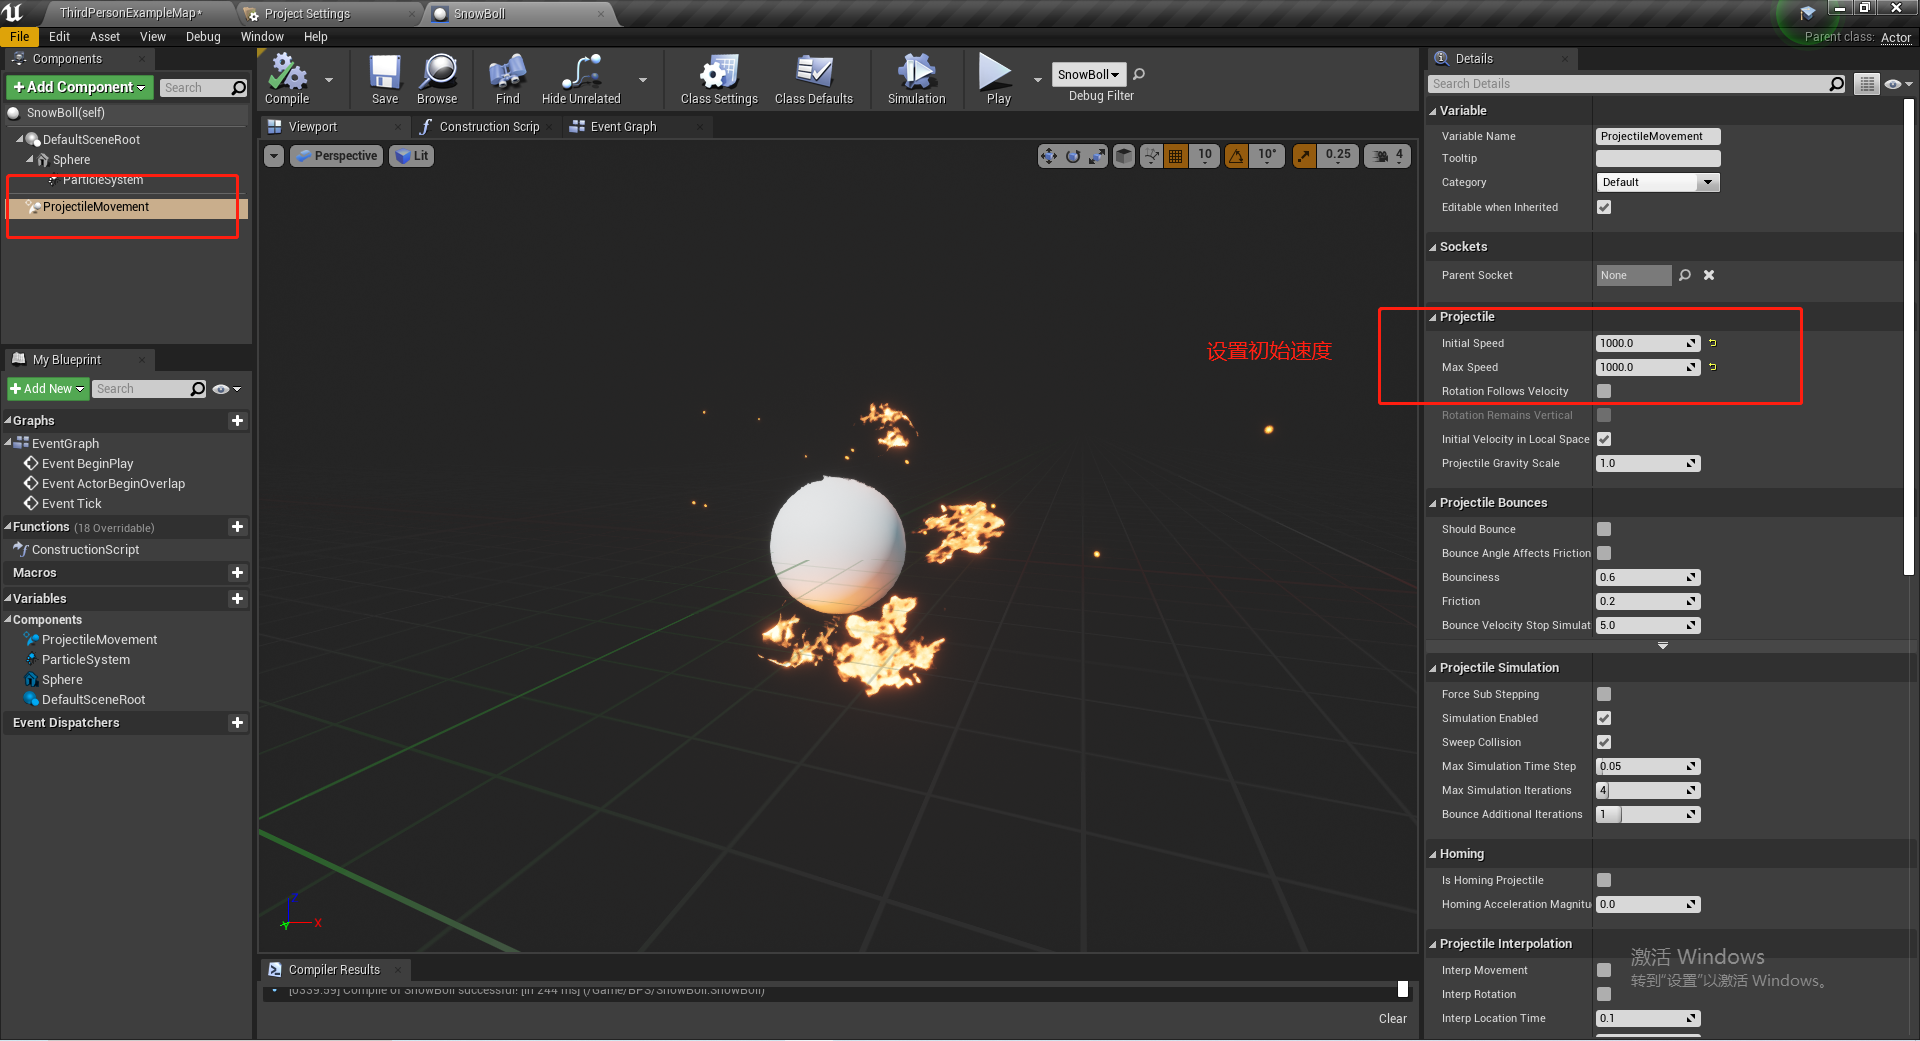 ThirdPersonExampleMap*
Project Settings
SnowBoll
File Edit Asset View Debug Window Help
Parent class: Actor
Components
+Add Component
Search
SnowBoll(self)
DefaultSceneRoot
Sphere
ParticleSystem
ProjectileMovement
My Blueprint
+Add New
Search
Graphs
EventGraph
Event BeginPlay
Event ActorBeginOverlap
Event Tick
Functions (18 Overridable)
ConstructionScript
Macros
Variables
Components
ProjectileMovement
ParticleSystem
Sphere
DefaultSceneRoot
Event Dispatchers
Compile
Save
Browse
Find
Hide Unrelated
Class Settings
Class Defaults
Simulation
Play
SnowBoll
Debug Filter
Viewport
Construction Scrip
Event Graph
Perspective
Lit
10
10°
0.25
4
设置初始速度
X
Y
Compiler Results
[0339.59] Compile of SnowBoll successful! [in 244 ms] (/Game/BPS/SnowBoll.SnowBoll)
Clear
Details
Search Details
Variable
Variable Name ProjectileMovement
Tooltip
Category Default
Editable when Inherited
Sockets
Parent Socket None
Projectile
Initial Speed 1000.0
Max Speed 1000.0
Rotation Follows Velocity
Rotation Remains Vertical
Initial Velocity in Local Space
Projectile Gravity Scale 1.0
Projectile Bounces
Should Bounce
Bounce Angle Affects Friction
Bounciness 0.6
Friction 0.2
Bounce Velocity Stop Simulat 5.0
Projectile Simulation
Force Sub Stepping
Simulation Enabled
Sweep Collision
Max Simulation Time Step 0.05
Max Simulation Iterations 4
Bounce Additional Iterations 1
Homing
Is Homing Projectile
Homing Acceleration Magnitu 0.0
Projectile Interpolation
Interp Movement
Interp Rotation
Interp Location Time 0.1
激活 Windows
转到“设置”以激活 Windows。